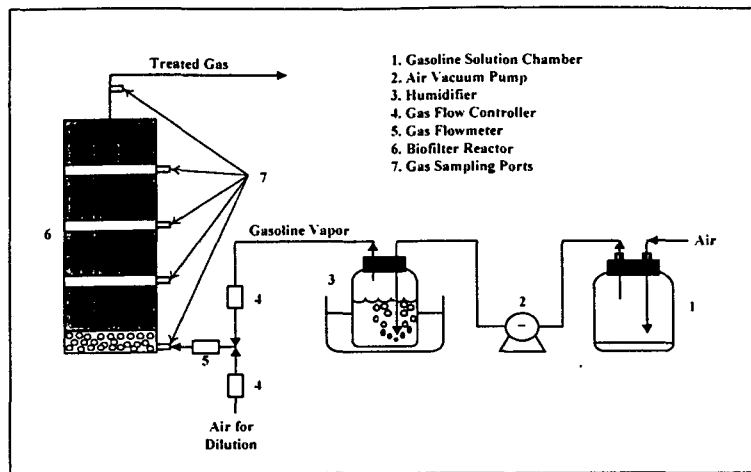 Treated Gas
1. Gasoline Solution Chamber
2. Air Vacuum Pump
3. Humidifier
4. Gas Flow Controller
5. Gas Flowmeter
6. Biofilter Reactor
7. Gas Sampling Ports
7
6
Gasoline Vapor
Air
3
2
1
4
5
4
Air for
Dilution